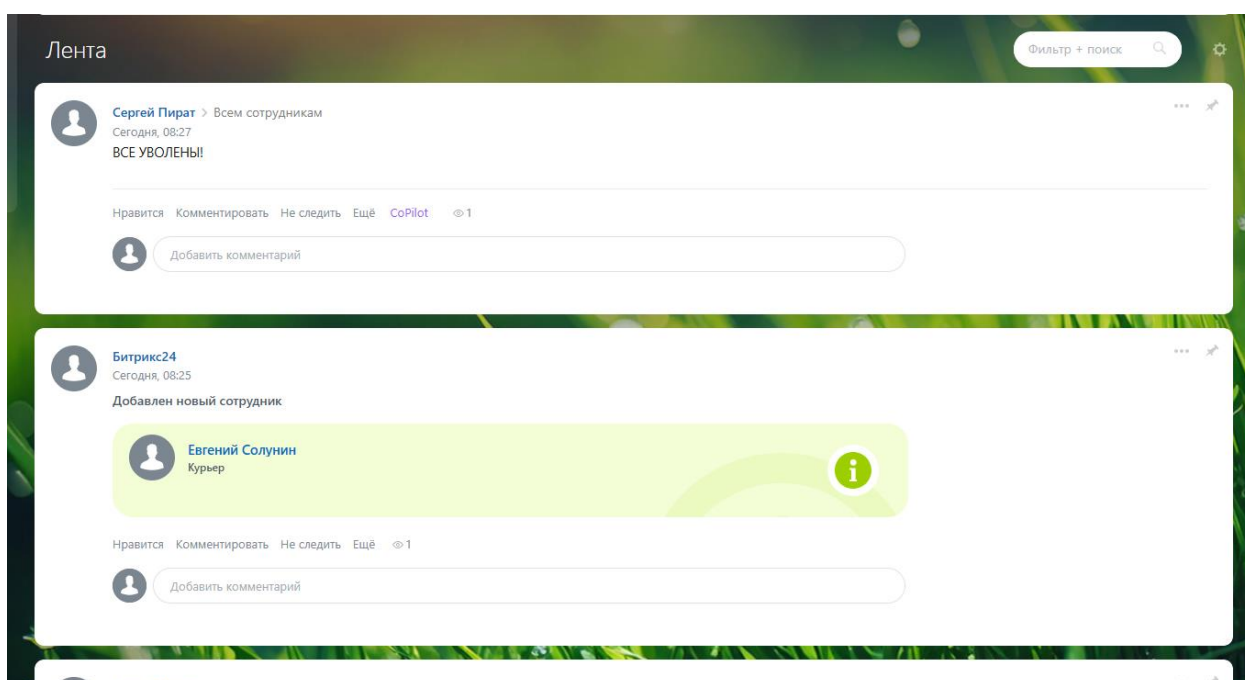 Лента
Фильтр + поиск
Сергей Пират > Всем сотрудникам
Сегодня, 08:27
ВСЕ УВОЛЕНЫ!
Нравится Комментировать Не следить Ещё CoPilot 1
Добавить комментарий
Битрикс24
Сегодня, 08:25
Добавлен новый сотрудник
Евгений Солунин
Курьер
Нравится Комментировать Не следить Ещё 1
Добавить комментарий